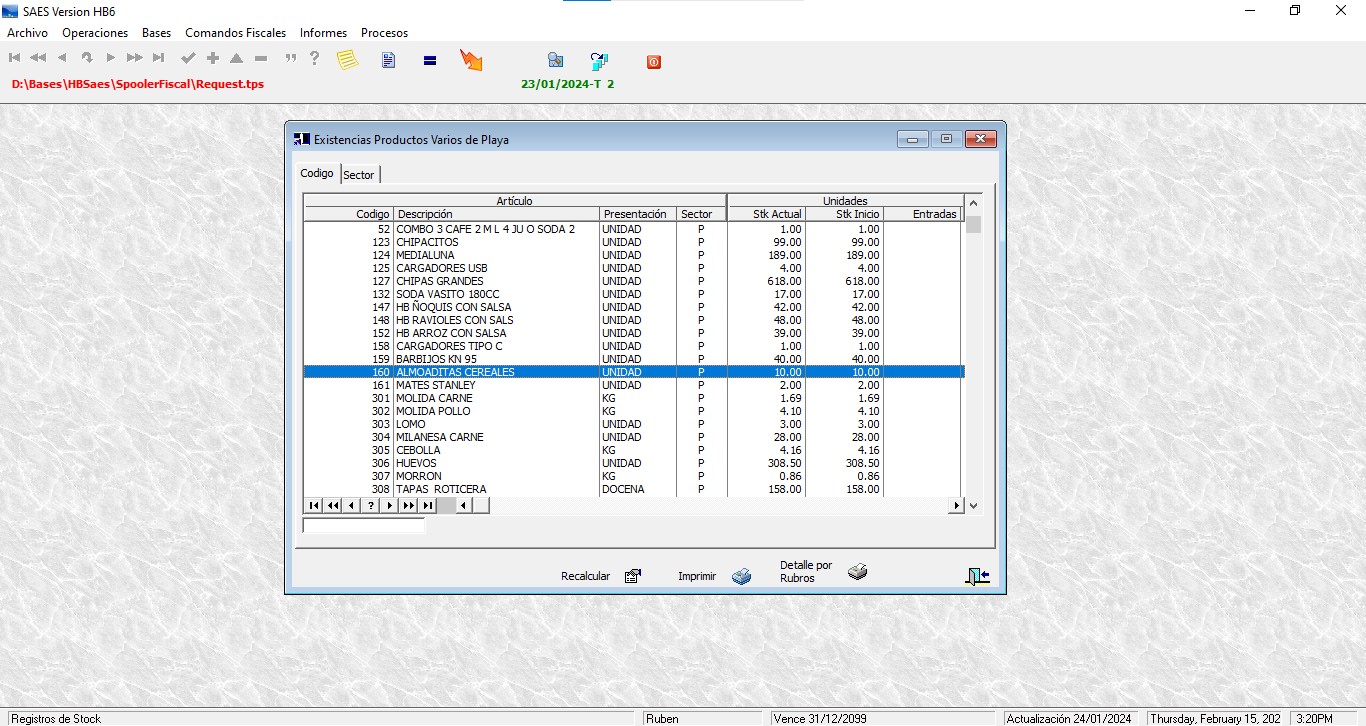 SAES Version HB6
Archivo Operaciones Bases Comandos Fiscales Informes Procesos
D:\Bases\HBSaes\SpoolerFiscal\Request.tps 23/01/2024-T 2
Existencias Productos Varios de Playa
Codigo Sector
Artículo Unidades
Codigo Descripción Presentación Sector Stk Actual Stk Inicio Entradas
52 COMBO 3 CAFE 2 M L 4 JU O SODA 2 UNIDAD P 1.00 1.00
123 CHIPACITOS UNIDAD P 99.00 99.00
124 MEDIALUNA UNIDAD P 189.00 189.00
125 CARGADORES USB UNIDAD P 4.00 4.00
127 CHIPAS GRANDES UNIDAD P 618.00 618.00
132 SODA VASITO 180CC UNIDAD P 17.00 17.00
147 HB ÑOQUIS CON SALSA UNIDAD P 42.00 42.00
148 HB RAVIOLES CON SALS UNIDAD P 48.00 48.00
152 HB ARROZ CON SALSA UNIDAD P 39.00 39.00
158 CARGADORES TIPO C UNIDAD P 1.00 1.00
159 BARBIJOS KN 95 UNIDAD P 40.00 40.00
160 ALMOADITAS CEREALES UNIDAD P 10.00 10.00
161 MATES STANLEY UNIDAD P 2.00 2.00
301 MOLIDA CARNE KG P 1.69 1.69
302 MOLIDA POLLO KG P 4.10 4.10
303 LOMO UNIDAD P 3.00 3.00
304 MILANESA CARNE UNIDAD P 28.00 28.00
305 CEBOLLA KG P 4.16 4.16
306 HUEVOS UNIDAD P 308.50 308.50
307 MORRON KG P 0.86 0.86
308 TAPAS ROTICERA DOCENA P 158.00 158.00
Recalcular Imprimir Detalle por
Rubros
Registros de Stock Ruben Vence 31/12/2099 Actualización 24/01/2024 Thursday, February 15, 202 3:20PM